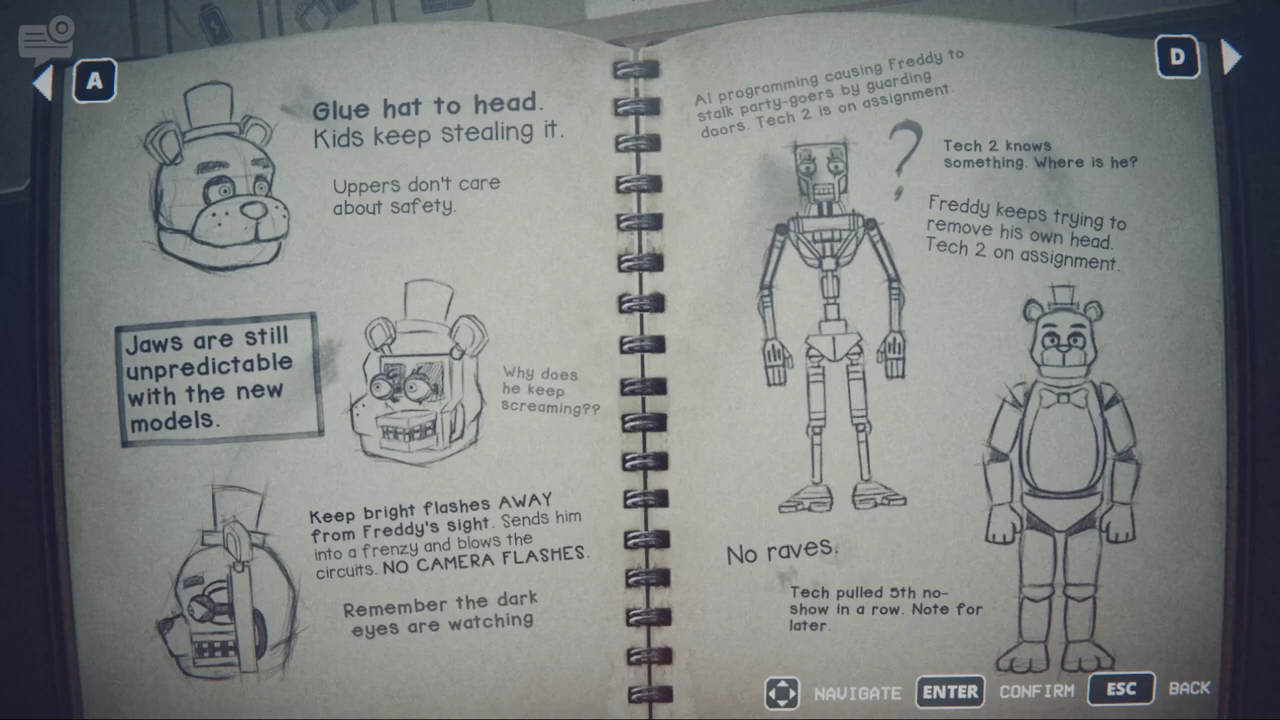 A
Glue hat to head.
Kids keep stealing it.
Uppers don't care
about safety.
Jaws are still
unpredictable
with the new
models.
Why does
he keep
screaming??
Keep bright flashes AWAY
from Freddy's sight. Sends him
into a frenzy and blows the
circuits. NO CAMERA FLASHES.
Remember the dark
eyes are watching
D
AI programming causing Freddy to
stalk party-goers by guarding
doors. Tech 2 is on assignment.
?
Tech 2 knows
something. Where is he?
Freddy keeps trying to
remove his own head.
Tech 2 on assignment.
No raves.
Tech pulled 5th no-
show in a row. Note for
later.
NAVIGATE ENTER CONFIRM ESC BACK